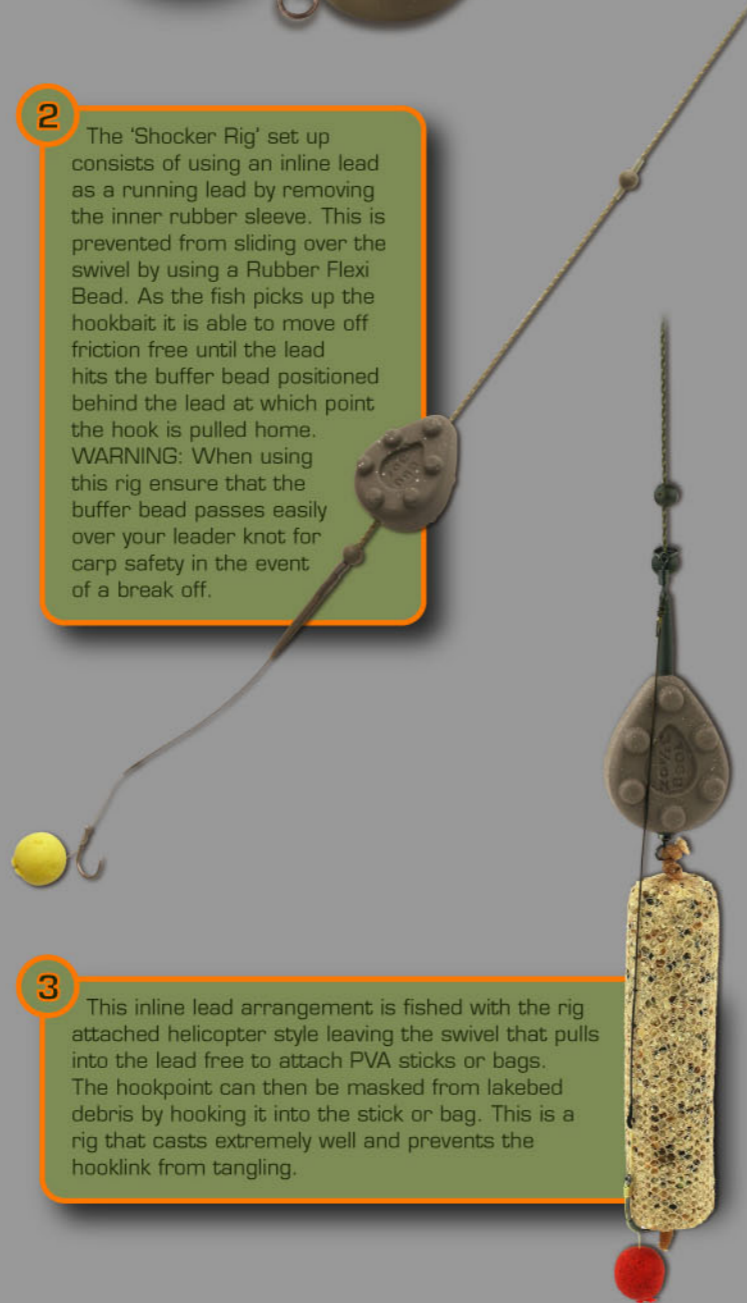 2
The ‘Shocker Rig’ set up
consists of using an inline lead
as a running lead by removing
the inner rubber sleeve. This is
prevented from sliding over the
swivel by using a Rubber Flexi
Bead. As the fish picks up the
hookbait it is able to move off
friction free until the lead
hits the buffer bead positioned
behind the lead at which point
the hook is pulled home.
WARNING: When using
this rig ensure that the
buffer bead passes easily
over your leader knot for
carp safety in the event
of a break off.
3
This inline lead arrangement is fished with the rig
attached helicopter style leaving the swivel that pulls
into the lead free to attach PVA sticks or bags.
The hookpoint can then be masked from lakebed
debris by hooking it into the stick or bag. This is a
rig that casts extremely well and prevents the
hooklink from tangling.